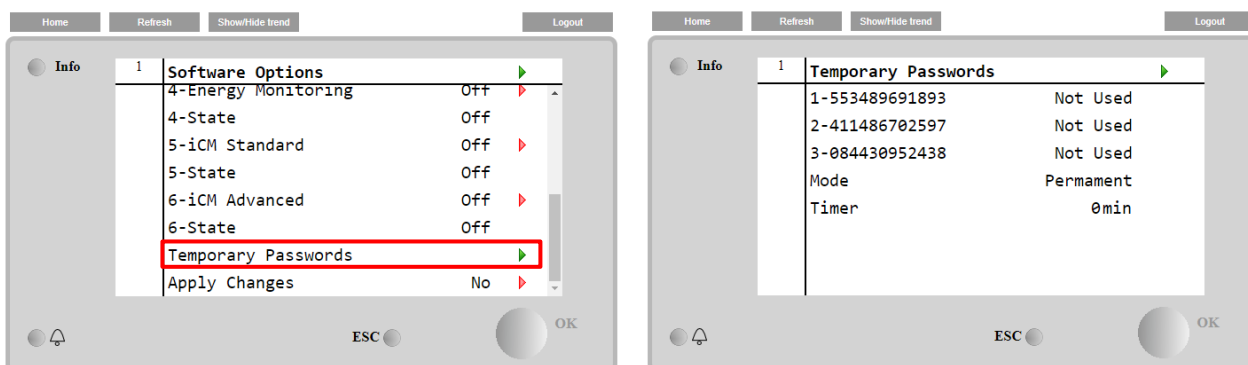 Home Refresh Show/Hide trend Logout
Info 1 Software Options
4-Energy Monitoring Off
4-State Off
5-iCM Standard Off
5-State Off
6-iCM Advanced Off
6-State Off
Temporary Passwords
Apply Changes No
ESC OK
Home Refresh Show/Hide trend Logout
Info 1 Temporary Passwords
1-553489691893 Not Used
2-411486702597 Not Used
3-084430952438 Not Used
Mode Permament
Timer 0min
ESC OK